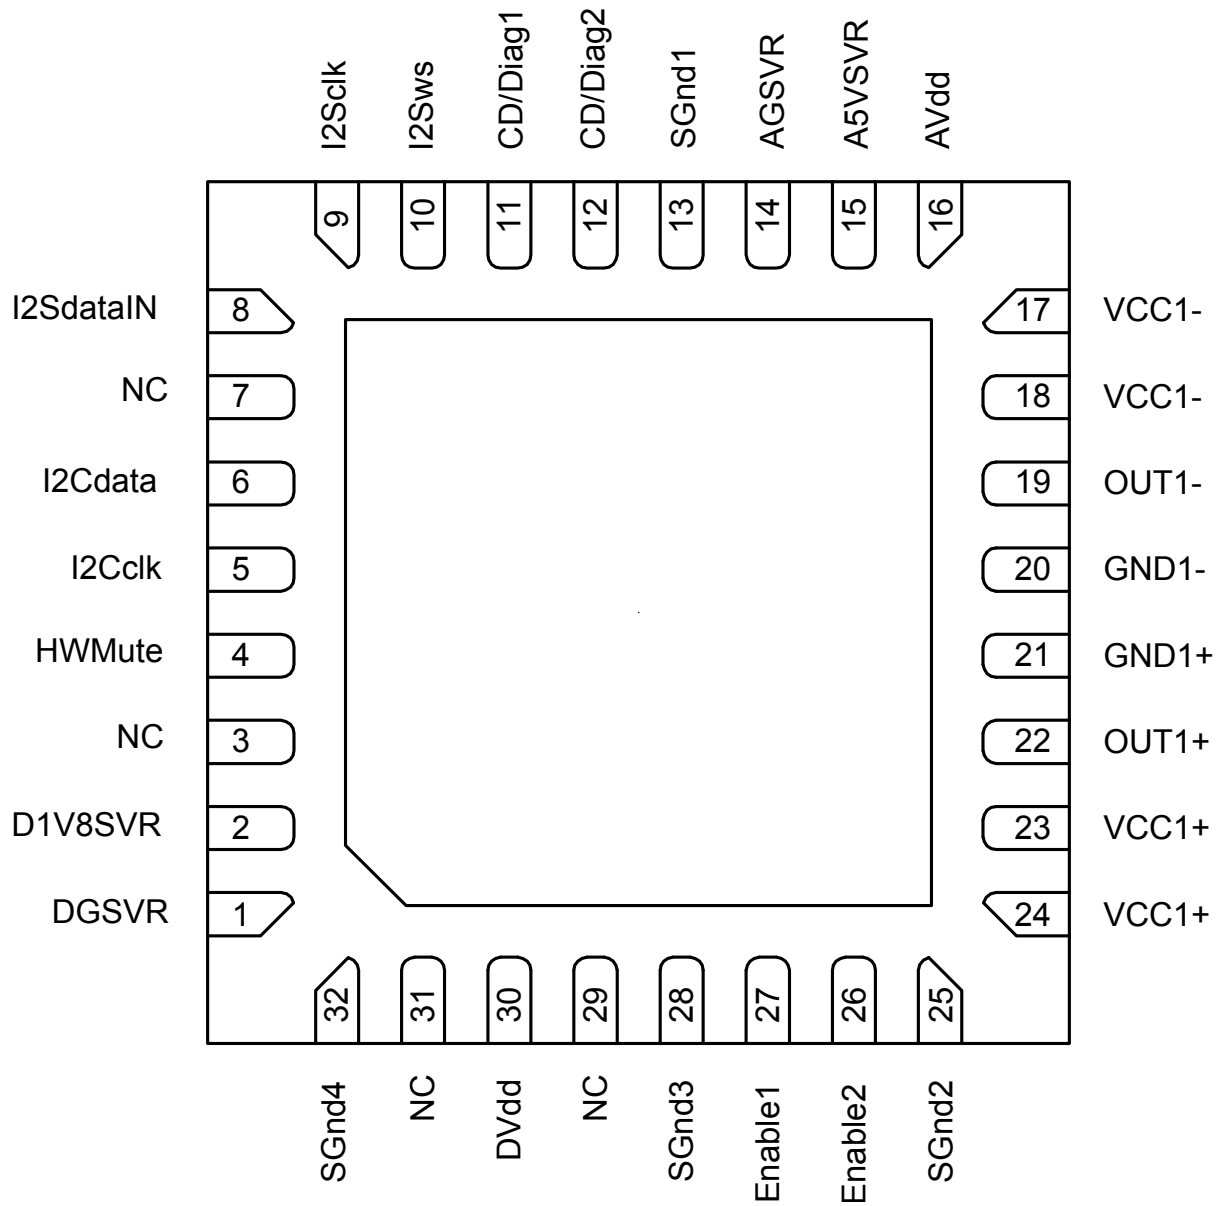 I2Sclk
I2Sws
CD/Diag1
CD/Diag2
SGnd1
AGSVR
A5VSVR
AVdd
9
10
11
12
13
14
15
16
I2SdataIN 8
17 VCC1-
NC 7
18 VCC1-
I2Cdata 6
19 OUT1-
I2Cclk 5
20 GND1-
HWMute 4
21 GND1+
NC 3
22 OUT1+
D1V8SVR 2
23 VCC1+
DGSVR 1
24 VCC1+
32
31
30
29
28
27
26
25
SGnd4
NC
DVdd
NC
SGnd3
Enable1
Enable2
SGnd2